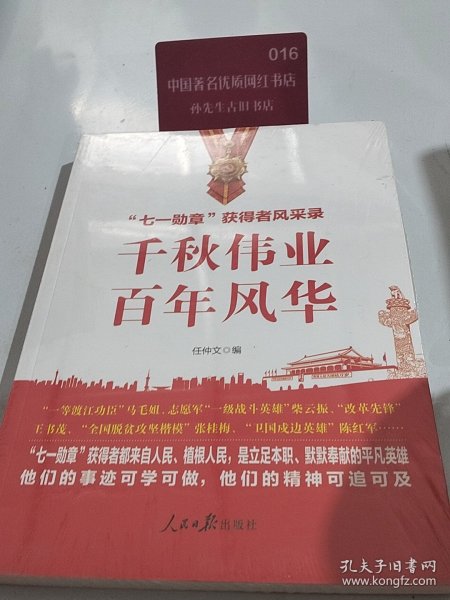 016
中国著名优质网红书店
孙先生古旧书店
“七一勋章”获得者风采录
千秋伟业
百年风华
任仲文◎编
“一等渡江功臣”马毛姐、志愿军“一级战斗英雄”柴云振、“改革先锋”
王书茂、“全国脱贫攻坚楷模”张桂梅、“卫国戍边英雄”陈红军……
“七一勋章”获得者都来自人民、植根人民，是立足本职、默默奉献的平凡英雄
他们的事迹可学可做，他们的精神可追可及
人民日报出版社
孔夫子旧书网
www.kongfz.com